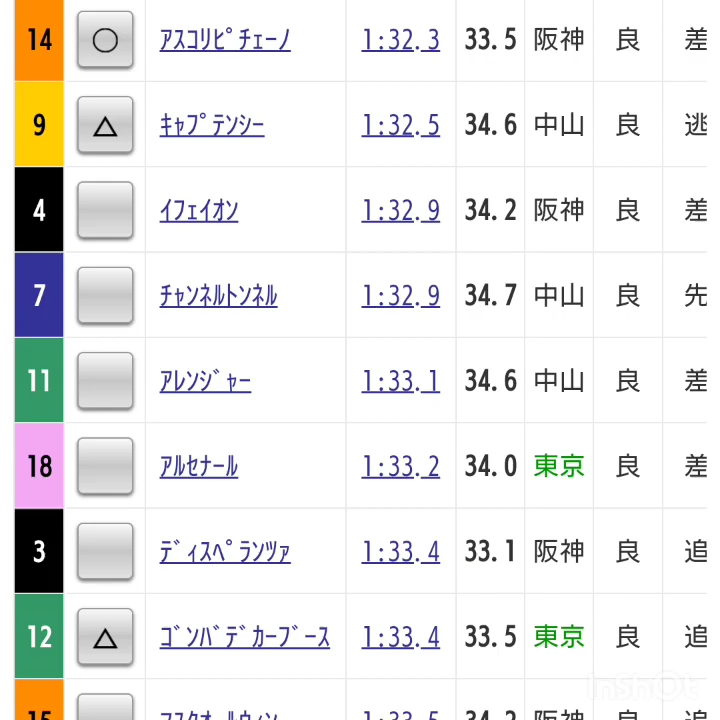 14 ○ ｱｽｺﾘﾋﾟﾁｪｰﾉ 1:32.3 33.5 阪神 良 差
9 △ ｷｬﾌﾟﾃﾝｼｰ 1:32.5 34.6 中山 良 逃
4 ｲﾌｪｲｵﾝ 1:32.9 34.2 阪神 良 差
7 ﾁｬﾝﾈﾙﾄﾝﾈﾙ 1:32.9 34.7 中山 良 先
11 ｱﾚﾝｼﾞｬｰ 1:33.1 34.6 中山 良 差
18 ｱﾙｾﾅｰﾙ 1:33.2 34.0 東京 良 差
3 ﾃﾞｨｽﾍﾟﾗﾝﾂｧ 1:33.4 33.1 阪神 良 追
12 △ ｺﾞﾝﾊﾞﾃﾞｶｰﾌﾞｰｽ 1:33.4 33.5 東京 良 追
InShOt